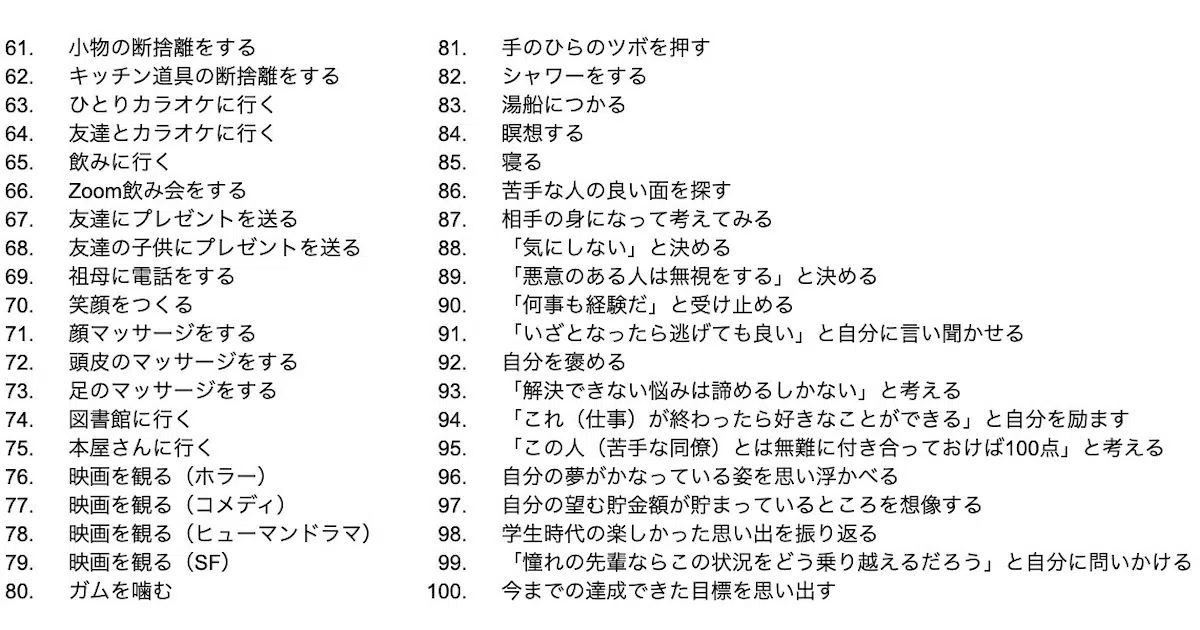 61. 小物の断捨離をする
62. キッチン道具の断捨離をする
63. ひとりカラオケに行く
64. 友達とカラオケに行く
65. 飲みに行く
66. Zoom飲み会をする
67. 友達にプレゼントを送る
68. 友達の子供にプレゼントを送る
69. 祖母に電話をする
70. 笑顔をつくる
71. 顔マッサージをする
72. 頭皮のマッサージをする
73. 足のマッサージをする
74. 図書館に行く
75. 本屋さんに行く
76. 映画を観る（ホラー）
77. 映画を観る（コメディ）
78. 映画を観る（ヒューマンドラマ）
79. 映画を観る（SF）
80. ガムを噛む
81. 手のひらのツボを押す
82. シャワーをする
83. 湯船につかる
84. 瞑想する
85. 寝る
86. 苦手な人の良い面を探す
87. 相手の身になって考えてみる
88. 「気にしない」と決める
89. 「悪意のある人は無視をする」と決める
90. 「何事も経験だ」と受け止める
91. 「いざとなったら逃げても良い」と自分に言い聞かせる
92. 自分を褒める
93. 「解決できない悩みは諦めるしかない」と考える
94. 「これ（仕事）が終わったら好きなことができる」と自分を励ます
95. 「この人（苦手な同僚）とは無難に付き合っておけば100点」と考える
96. 自分の夢がかなっている姿を思い浮かべる
97. 自分の望む貯金額が貯まっているところを想像する
98. 学生時代の楽しかった思い出を振り返る
99. 「憧れの先輩ならこの状況をどう乗り越えるだろう」と自分に問いかける
100. 今までの達成できた目標を思い出す